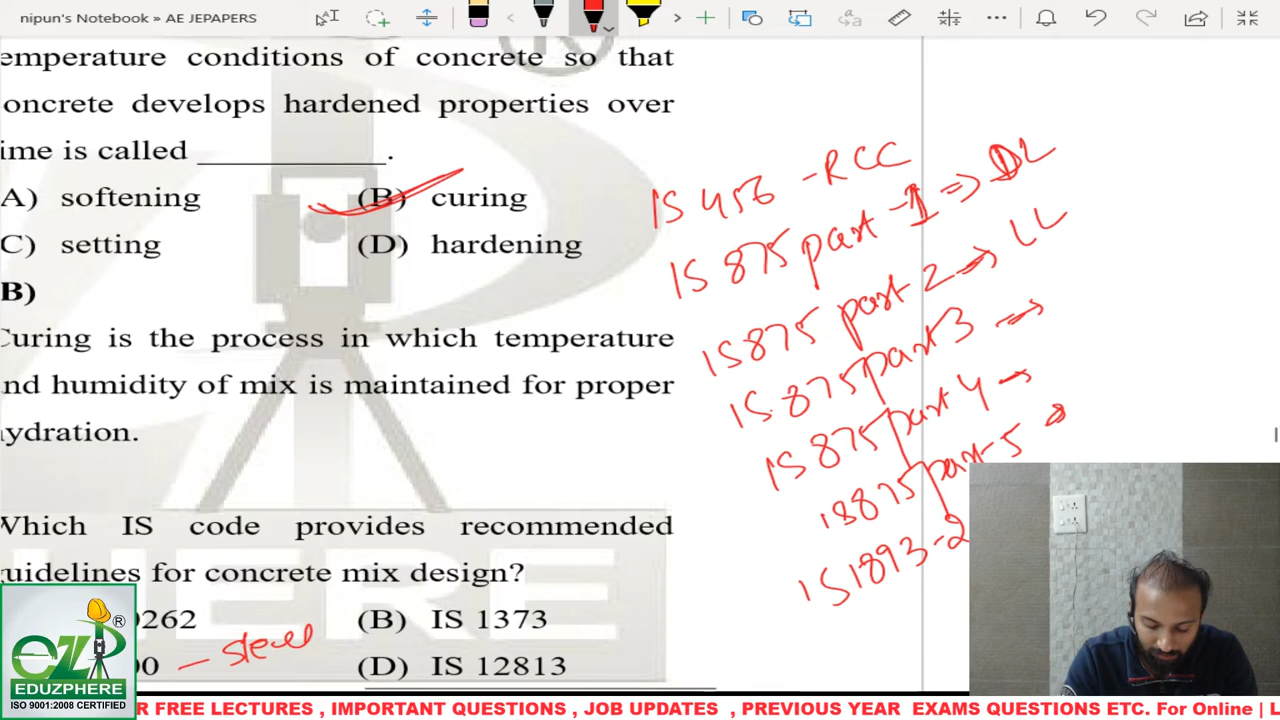 nipun's Notebook » AE JEPAPERS
emperature conditions of concrete so that
oncrete develops hardened properties over
ime is called ____________.
A) softening (B) curing
C) setting (D) hardening
B)
Curing is the process in which temperature
nd humidity of mix is maintained for proper
ydration.
Which IS code provides recommended
uidelines for concrete mix design?
0262 (B) IS 1373
00 - steel (D) IS 12813
IS 456 - RCC
IS 875 part -1 => DL
IS 875 part 2 -> LL
IS 875 part 3 =>
IS 875 part 4 ->
IS 875 part 5
IS 1893-2
HERE
R
EZ
®
EDUZPHERE
ISO 9001:2008 CERTIFIED
R FREE LECTURES , IMPORTANT QUESTIONS , JOB UPDATES , PREVIOUS YEAR EXAMS QUESTIONS ETC. For Online | L